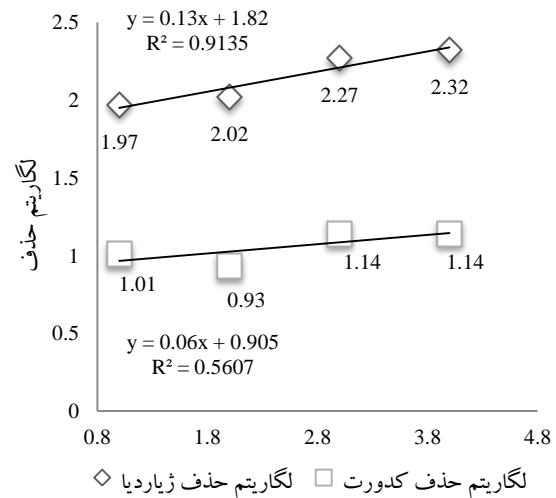 2.5
y = 0.13x + 1.82
R² = 0.9135
2
1.97
2.02
2.27
2.32
1.5
لگاریتم حذف
1
1.01
0.93
1.14
1.14
0.5
y = 0.06x + 0.905
R² = 0.5607
0
0.8 1.8 2.8 3.8 4.8
لگاریتم حذف ژیاردیا
لگاریتم حذف کدورت